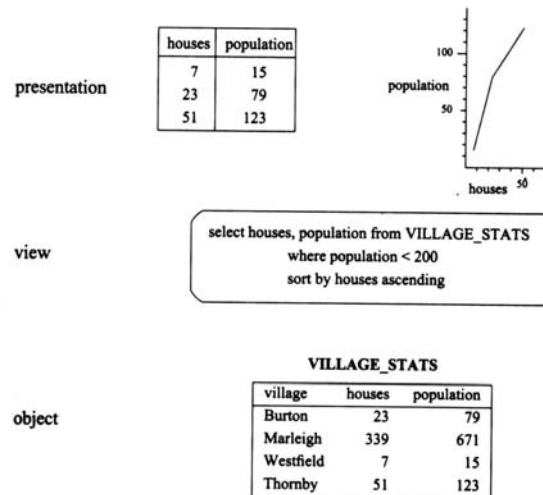 presentation
houses population
7 15
23 79
51 123
100
population
50
houses 50
view
select houses, population from VILLAGE_STATS
where population < 200
sort by houses ascending
object
VILLAGE_STATS
village houses population
Burton 23 79
Marleigh 339 671
Westfield 7 15
Thornby 51 123